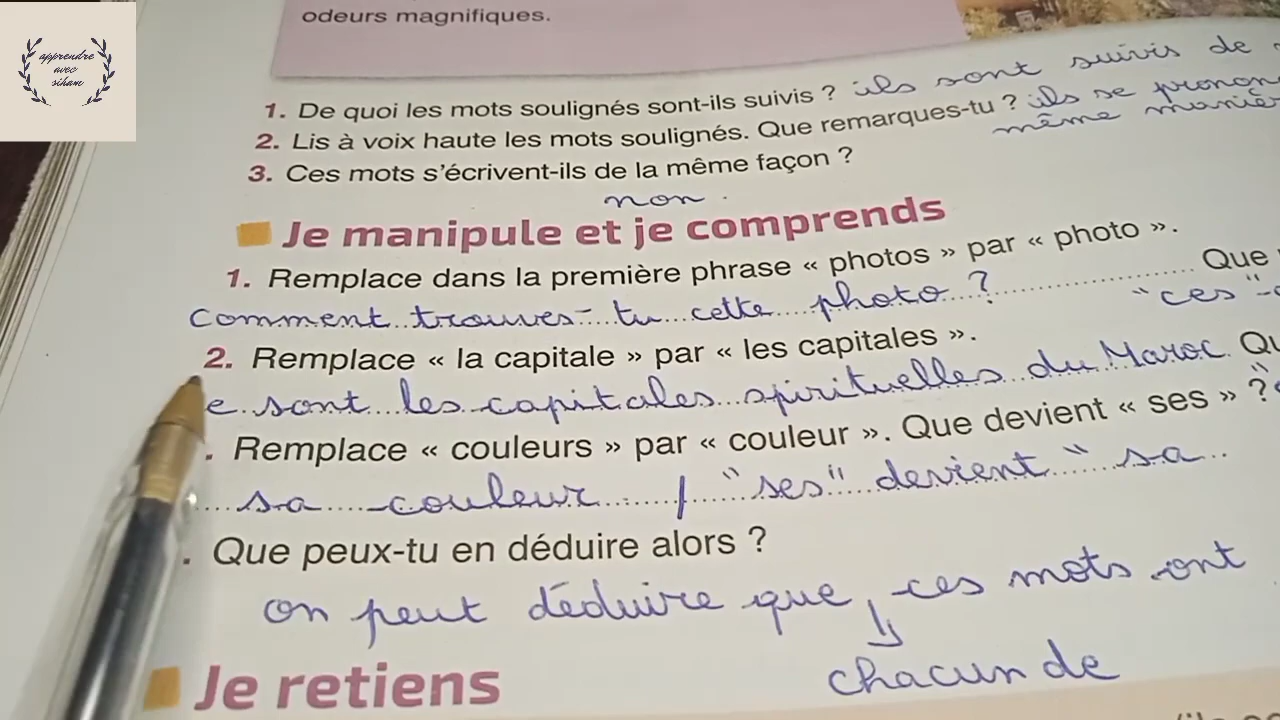 apprendre
avec
siham
odeurs magnifiques.
1. De quoi les mots soulignés sont-ils suivis ? ils sont suivis de
2. Lis à voix haute les mots soulignés. Que remarques-tu ? ils se pronon
même maniè
3. Ces mots s'écrivent-ils de la même façon ?
non.
Je manipule et je comprends
1. Remplace dans la première phrase « photos » par « photo ».
Comment trouves-tu cette photo ? Que
"ces"
2. Remplace « la capitale » par « les capitales ».
e sont les capitales spirituelles du Maroc. Qu
. Remplace « couleurs » par « couleur ». Que devient « ses » ?
sa couleur / "ses" devient "sa
. Que peux-tu en déduire alors ?
on peut déduire que, ces mots ont
chacun de
Je retiens